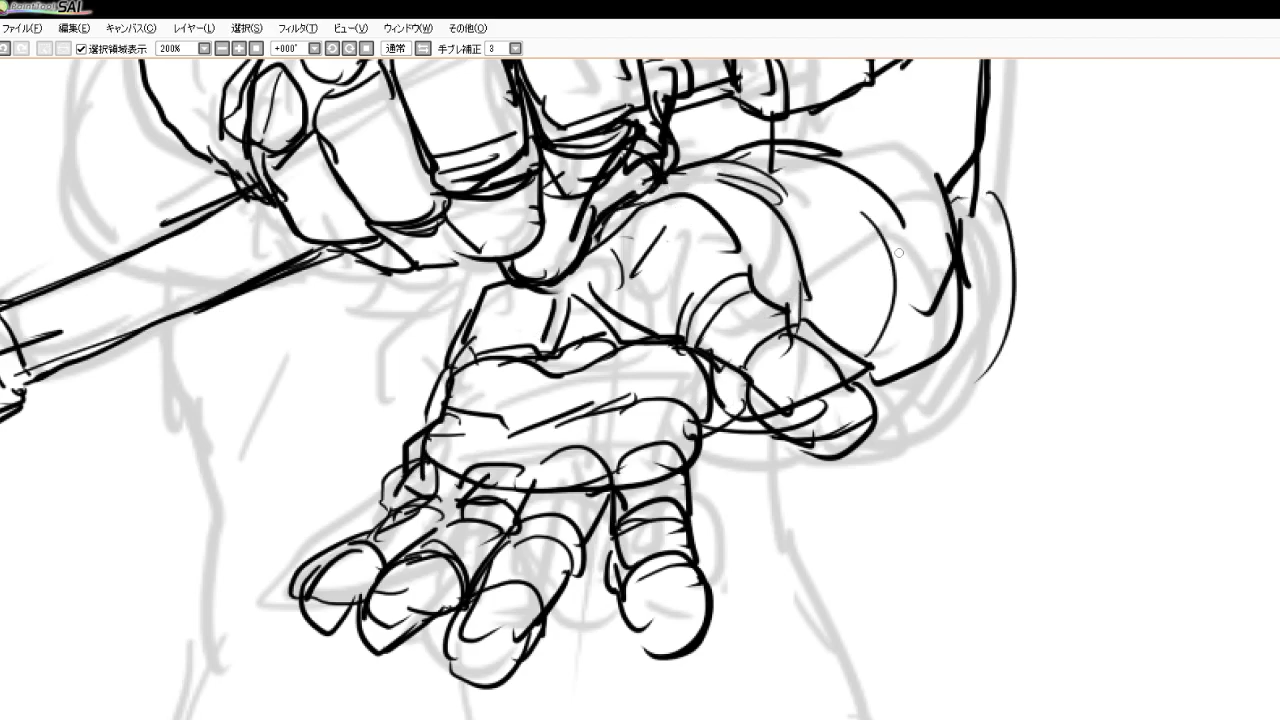 PaintTool SAI
ファイル(F) 編集(E) キャンバス(C) レイヤー(L) 選択(S) フィルタ(T) ビュー(V) ウィンドウ(W) その他(O)
選択領域表示 200% +000° 通常 手ブレ補正 3